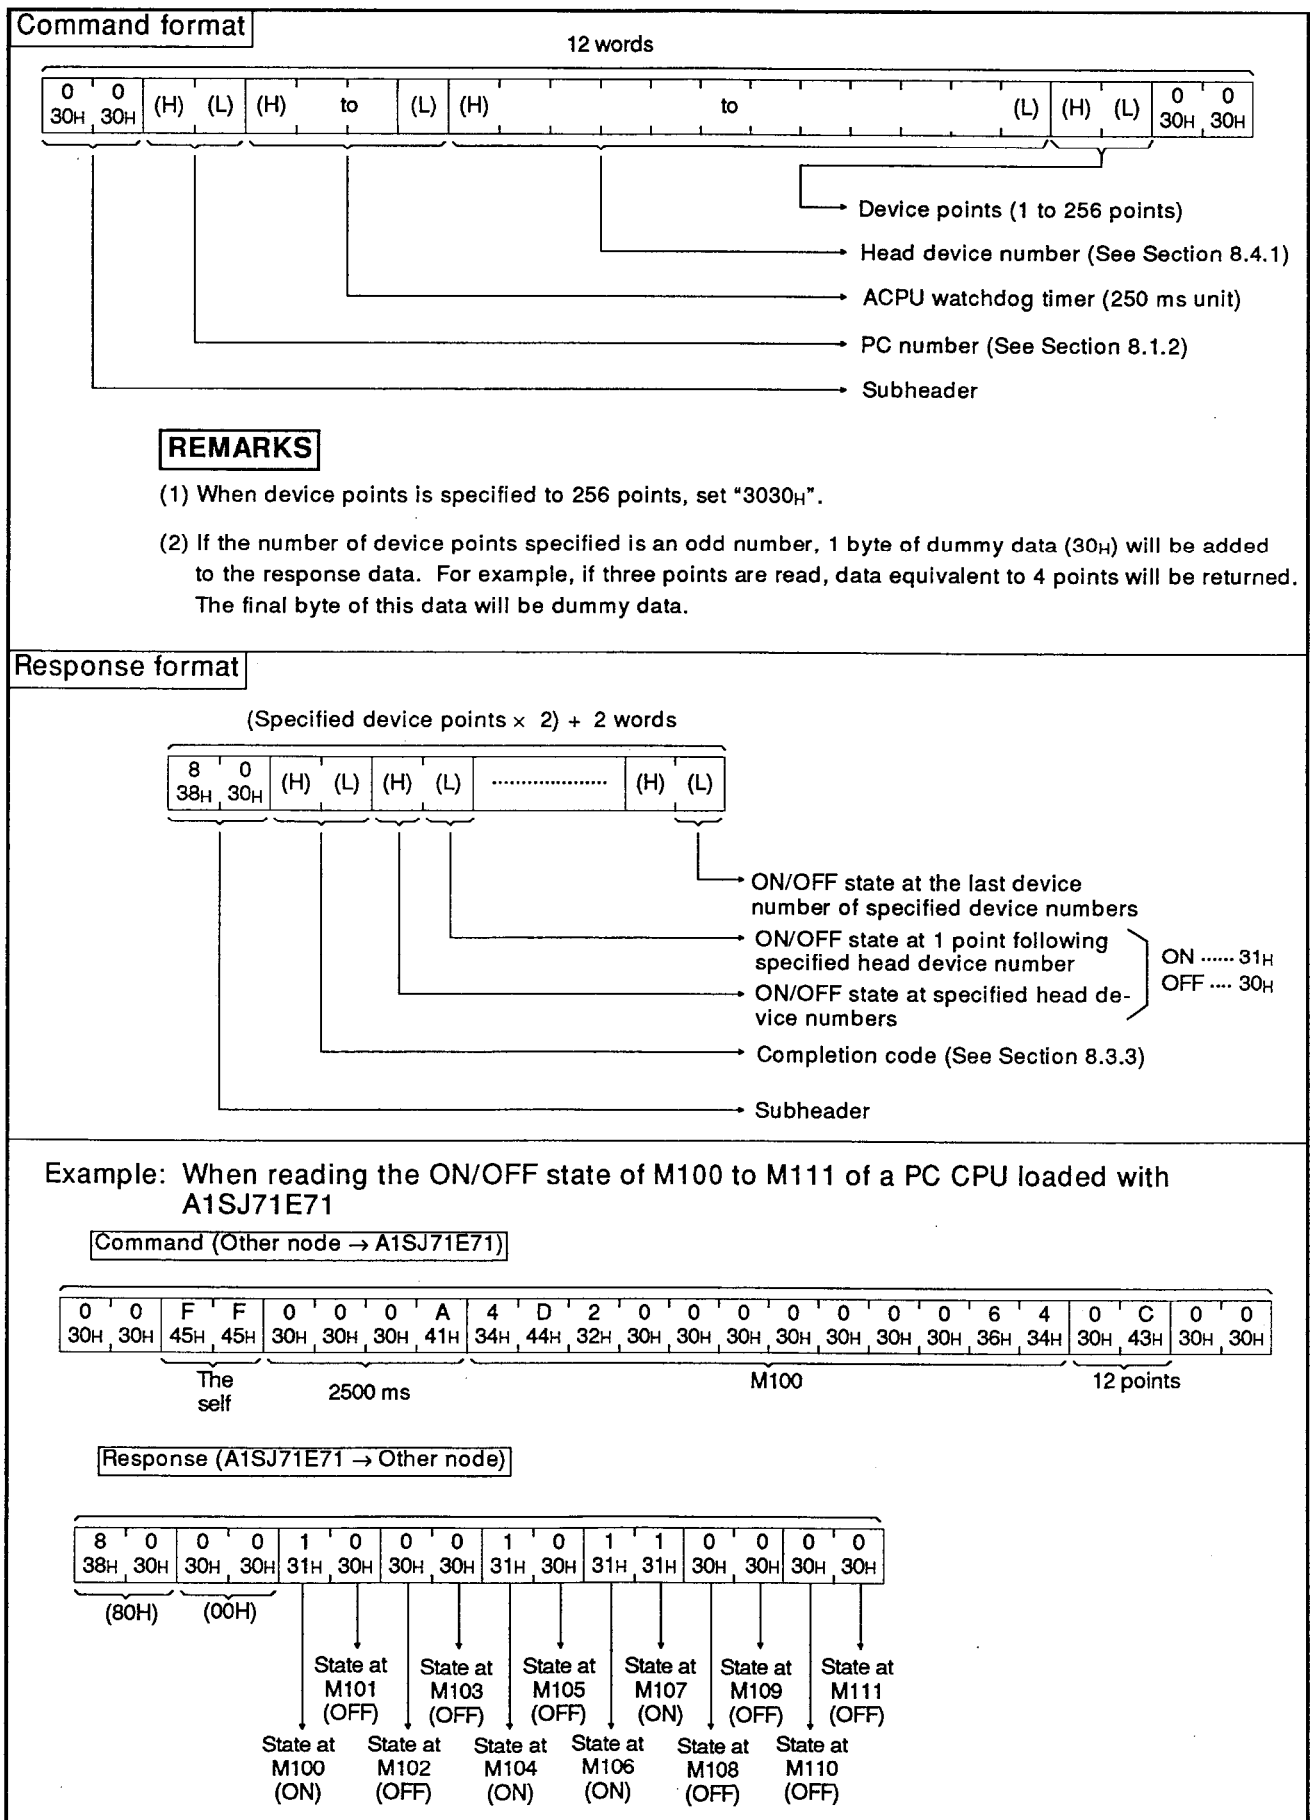 Command format
12 words
0 0 (H) (L) (H) to (L) (H) to (L) (H) (L) 0 0
30H 30H 30H 30H
Device points (1 to 256 points)
Head device number (See Section 8.4.1)
ACPU watchdog timer (250 ms unit)
PC number (See Section 8.1.2)
Subheader
REMARKS
(1) When device points is specified to 256 points, set "3030H".
(2) If the number of device points specified is an odd number, 1 byte of dummy data (30H) will be added
to the response data. For example, if three points are read, data equivalent to 4 points will be returned.
The final byte of this data will be dummy data.
Response format
(Specified device points × 2) + 2 words
8 0 (H) (L) (H) (L) .................... (H) (L)
38H 30H
ON/OFF state at the last device
number of specified device numbers
ON/OFF state at 1 point following
specified head device number
ON ...... 31H
OFF .... 30H
ON/OFF state at specified head de-
vice numbers
Completion code (See Section 8.3.3)
Subheader
Example: When reading the ON/OFF state of M100 to M111 of a PC CPU loaded with
A1SJ71E71
Command (Other node → A1SJ71E71)
0 0 F F 0 0 0 A 4 D 2 0 0 0 0 0 0 0 6 4 0 C 0 0
30H 30H 45H 45H 30H 30H 30H 41H 34H 44H 32H 30H 30H 30H 30H 30H 30H 30H 36H 34H 30H 43H 30H 30H
The
self
2500 ms
M100
12 points
Response (A1SJ71E71 → Other node)
8 0 0 0 1 0 0 0 1 0 1 1 0 0 0 0
38H 30H 30H 30H 31H 30H 30H 30H 31H 30H 31H 31H 30H 30H 30H 30H
(80H) (00H)
State at State at State at State at State at State at
M101 M103 M105 M107 M109 M111
(OFF) (OFF) (OFF) (ON) (OFF) (OFF)
State at State at State at State at State at State at
M100 M102 M104 M106 M108 M110
(ON) (OFF) (ON) (ON) (OFF) (OFF)